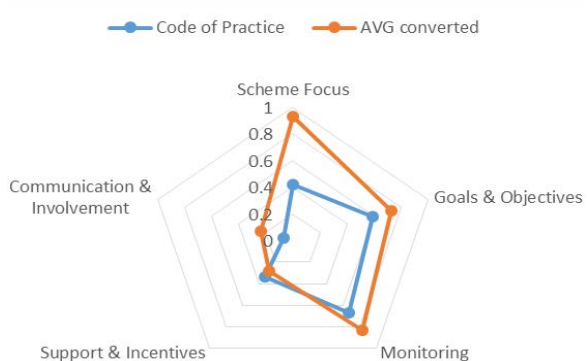 Code of Practice AVG converted
Scheme Focus
1
0.8
0.6
0.4
0.2
0
Communication &
Involvement
Goals & Objectives
Support & Incentives
Monitoring